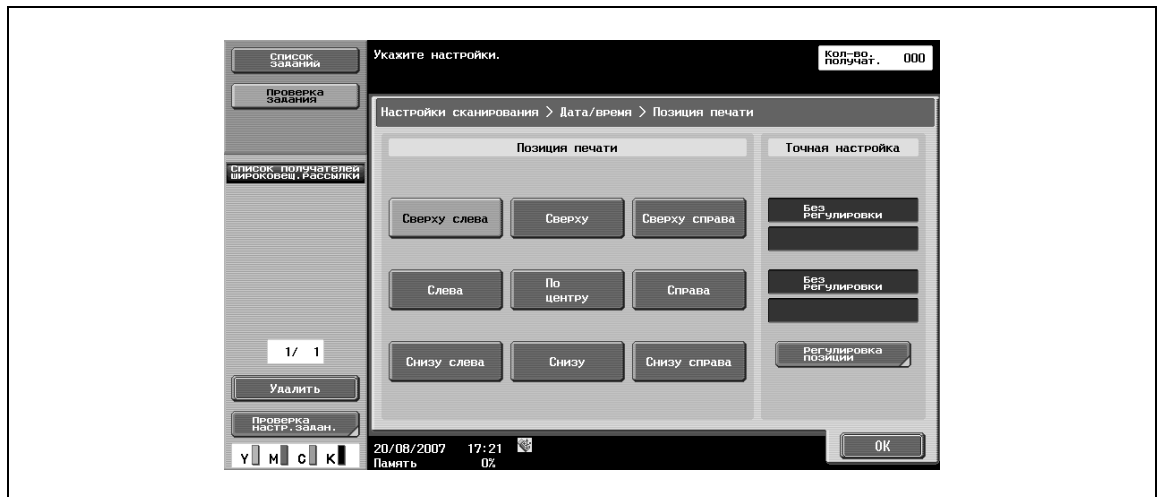 Список
заданий
Проверка
задания
Список получателей
широковещ.рассылки
1/ 1
Удалить
Проверка
настр.задан.
Y M C K
Укажите настройки.
Кол-во.
получат. 000
Настройки сканирования > Дата/время > Позиция печати
Позиция печати
Сверху слева
Сверху
Сверху справа
Слева
По
центру
Справа
Снизу слева
Снизу
Снизу справа
Точная настройка
Без
Регулировки
Без
Регулировки
Регулировка
позиции
20/08/2007 17:21
Память 0%
OK